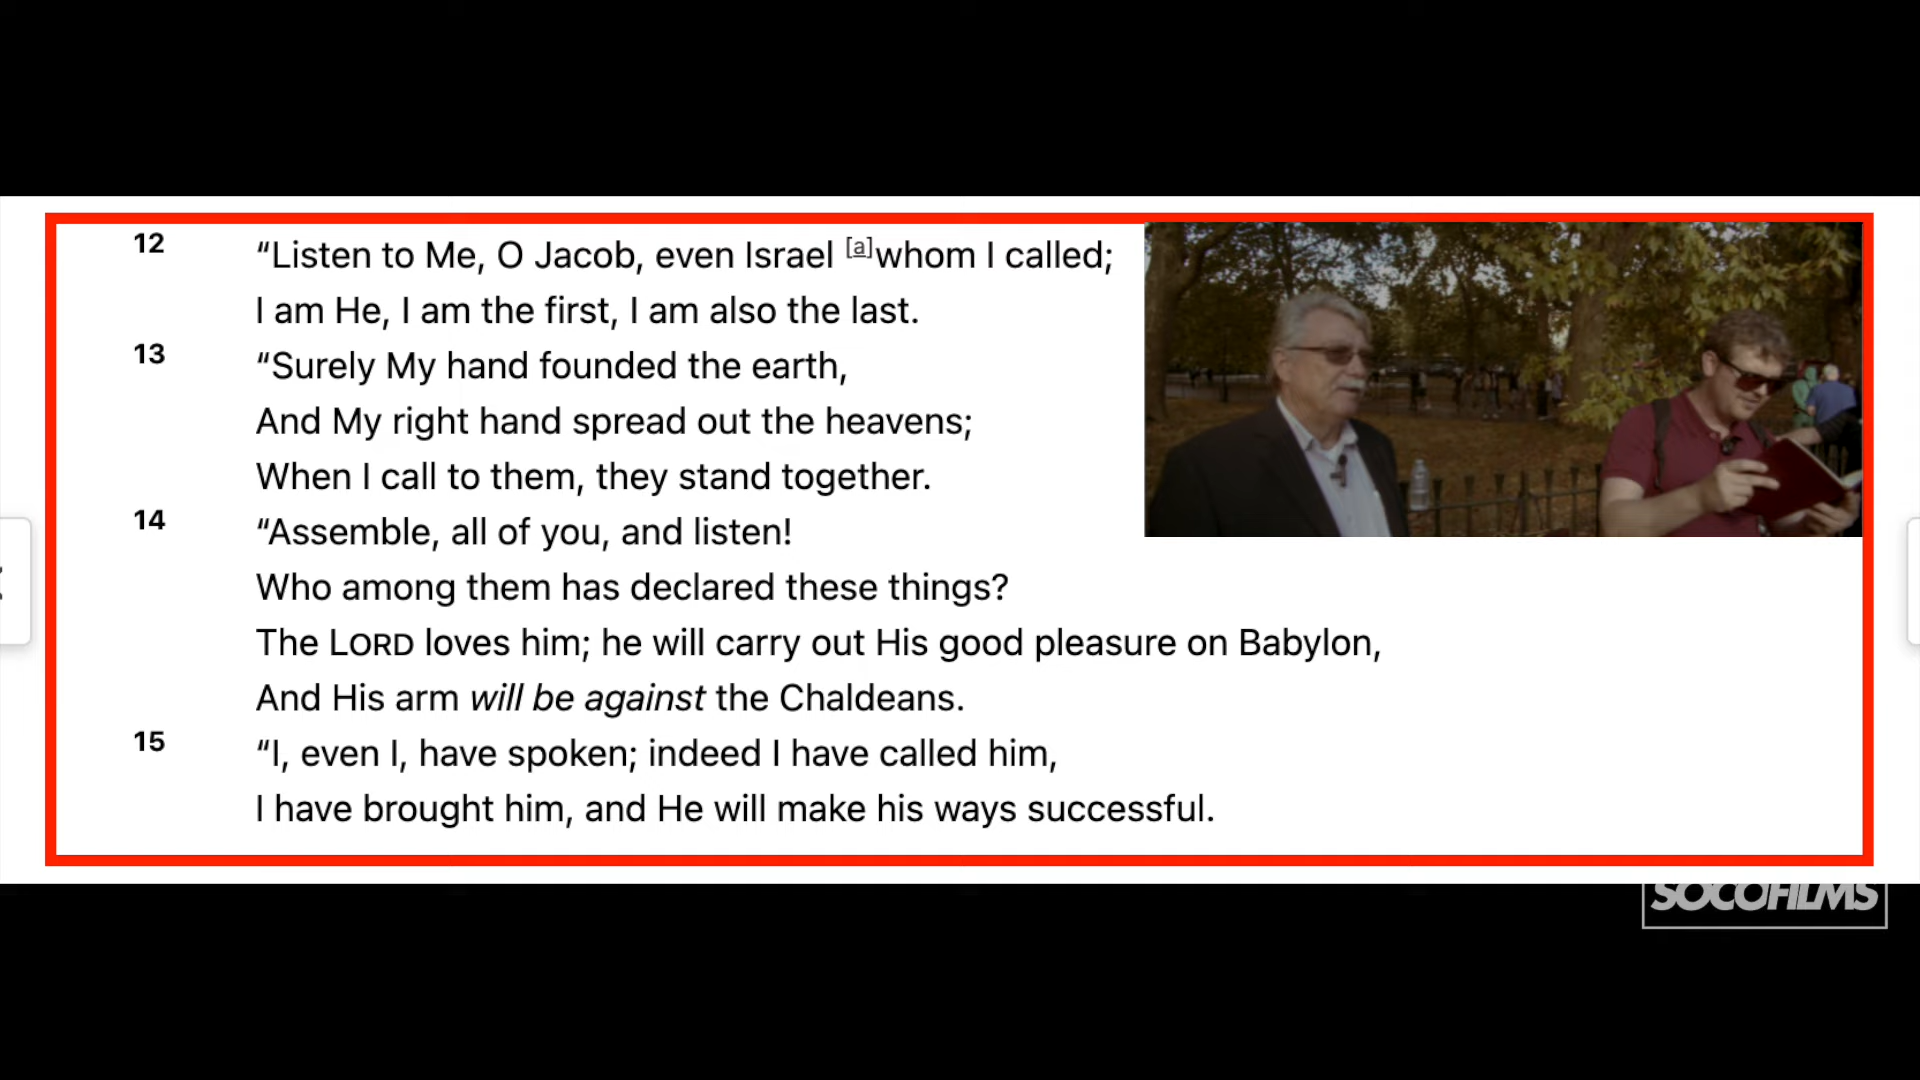 12 “Listen to Me, O Jacob, even Israel [a]whom I called;
I am He, I am the first, I am also the last.
13 “Surely My hand founded the earth,
And My right hand spread out the heavens;
When I call to them, they stand together.
14 “Assemble, all of you, and listen!
Who among them has declared these things?
The LORD loves him; he will carry out His good pleasure on Babylon,
And His arm will be against the Chaldeans.
15 “I, even I, have spoken; indeed I have called him,
I have brought him, and He will make his ways successful.
SOCOFILMS